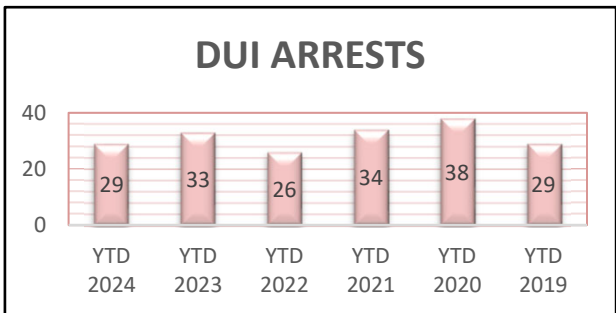 DUI ARRESTS
40
20
0
29 33 26 34 38 29
YTD YTD YTD YTD YTD YTD
2024 2023 2022 2021 2020 2019